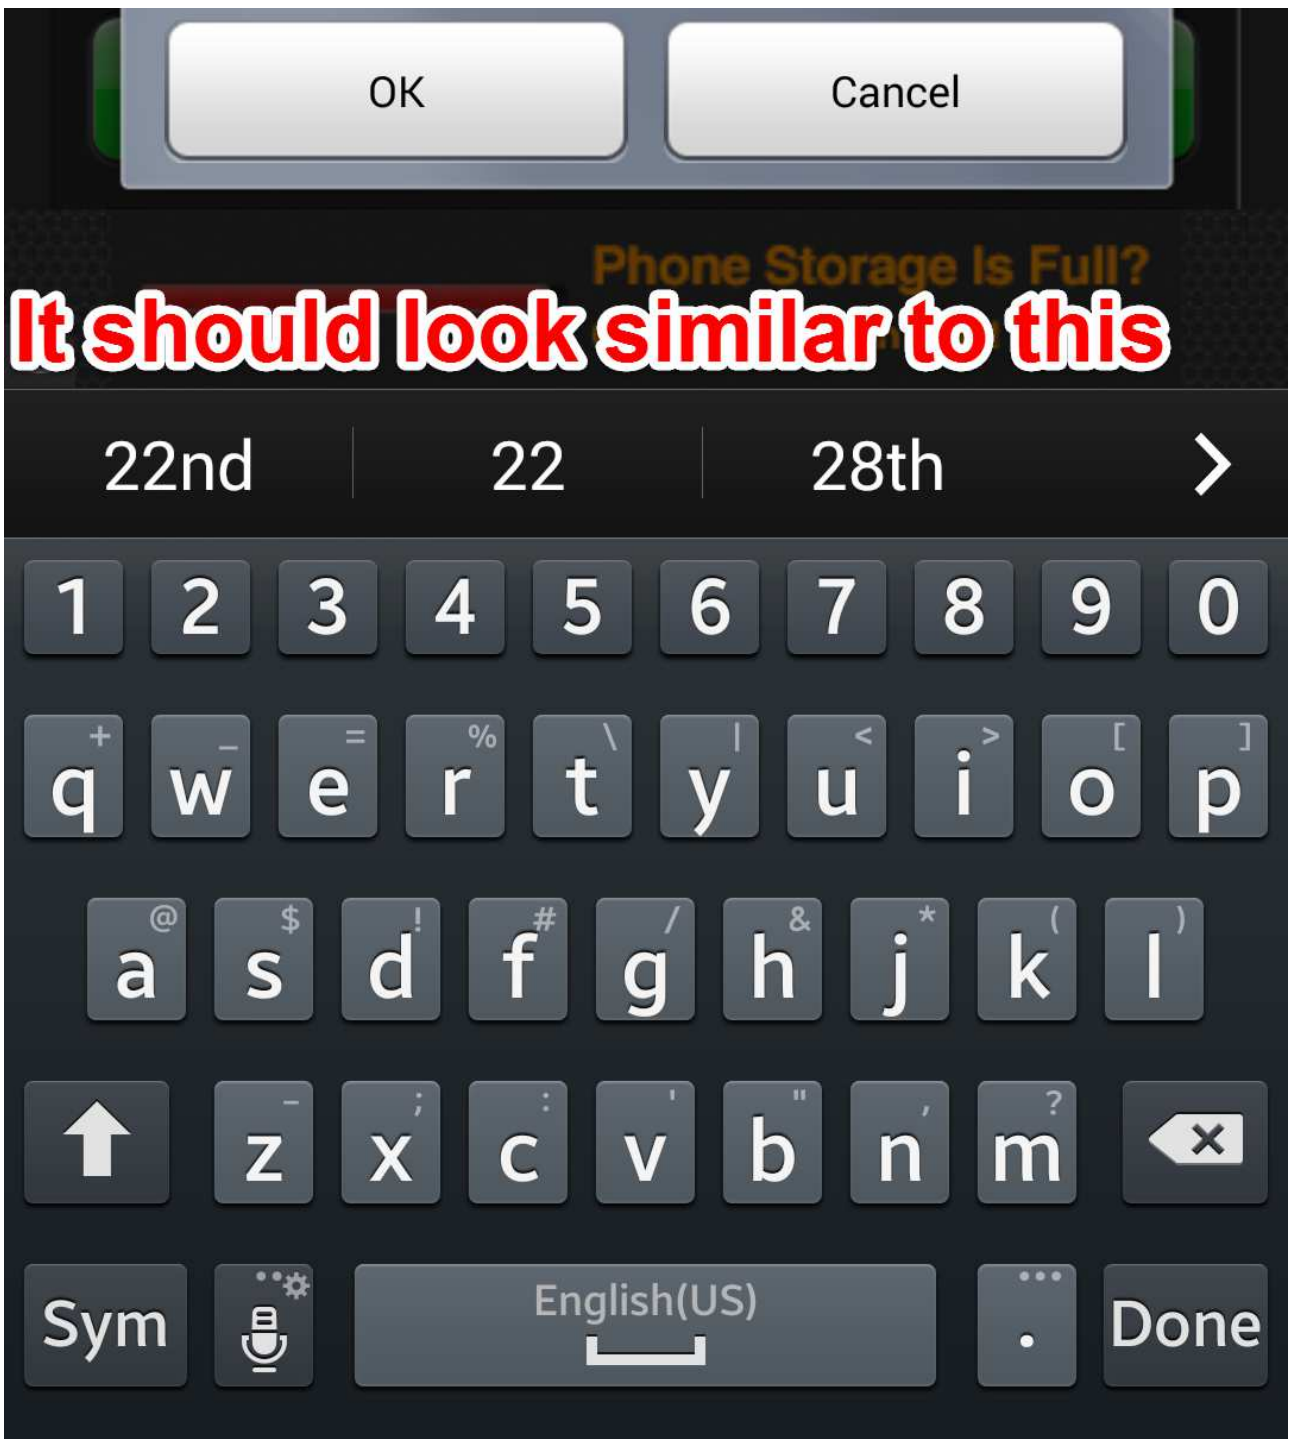 OK Cancel
Phone Storage Is Full?
It should look similar to this
22nd 22 28th
1 2 3 4 5 6 7 8 9 0
+ _ = % \ | < > [ ]
q w e r t y u i o p
@ $ ! # / & * ( )
a s d f g h j k l
- ; : ' " , ?
z x c v b n m
Sym English(US) . Done